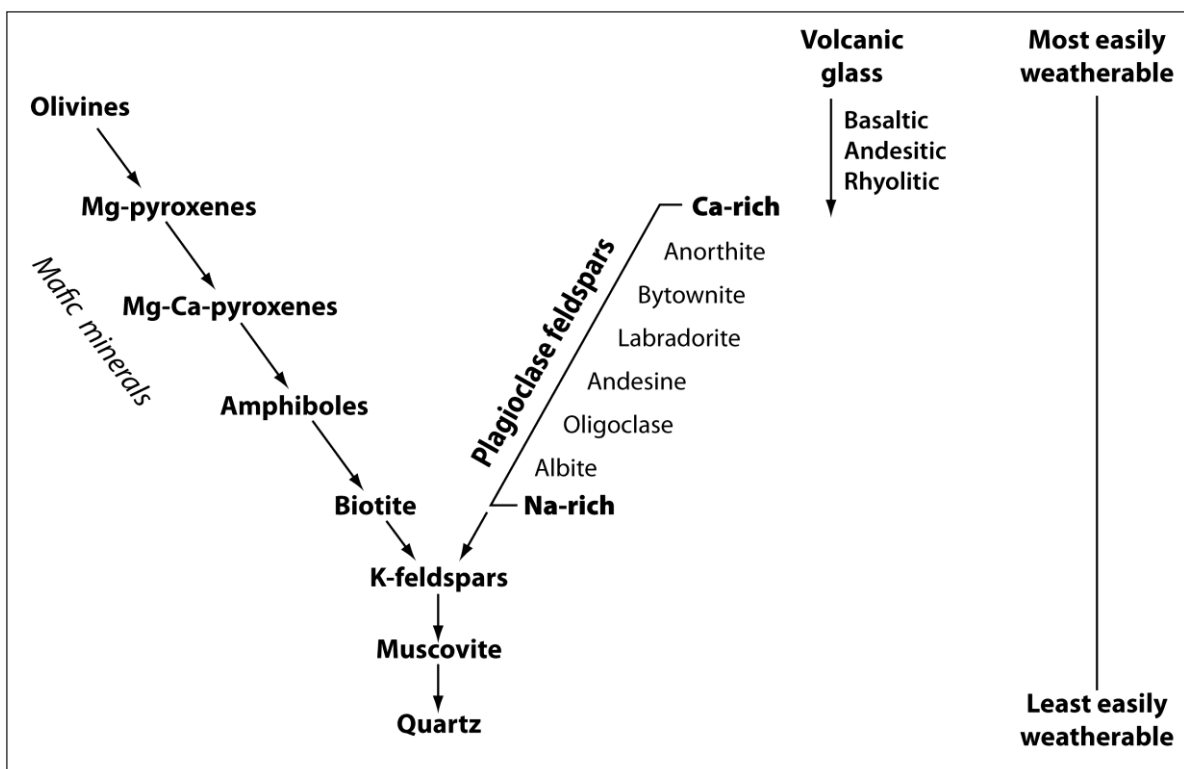 Volcanic
glass
Most easily
weatherable
Olivines
Basaltic
Andesitic
Rhyolitic
Mg-pyroxenes
Ca-rich
Anorthite
Mafic minerals
Plagioclase feldspars
Bytownite
Mg-Ca-pyroxenes
Labradorite
Andesine
Amphiboles
Oligoclase
Albite
Biotite
Na-rich
K-feldspars
Muscovite
Quartz
Least easily
weatherable